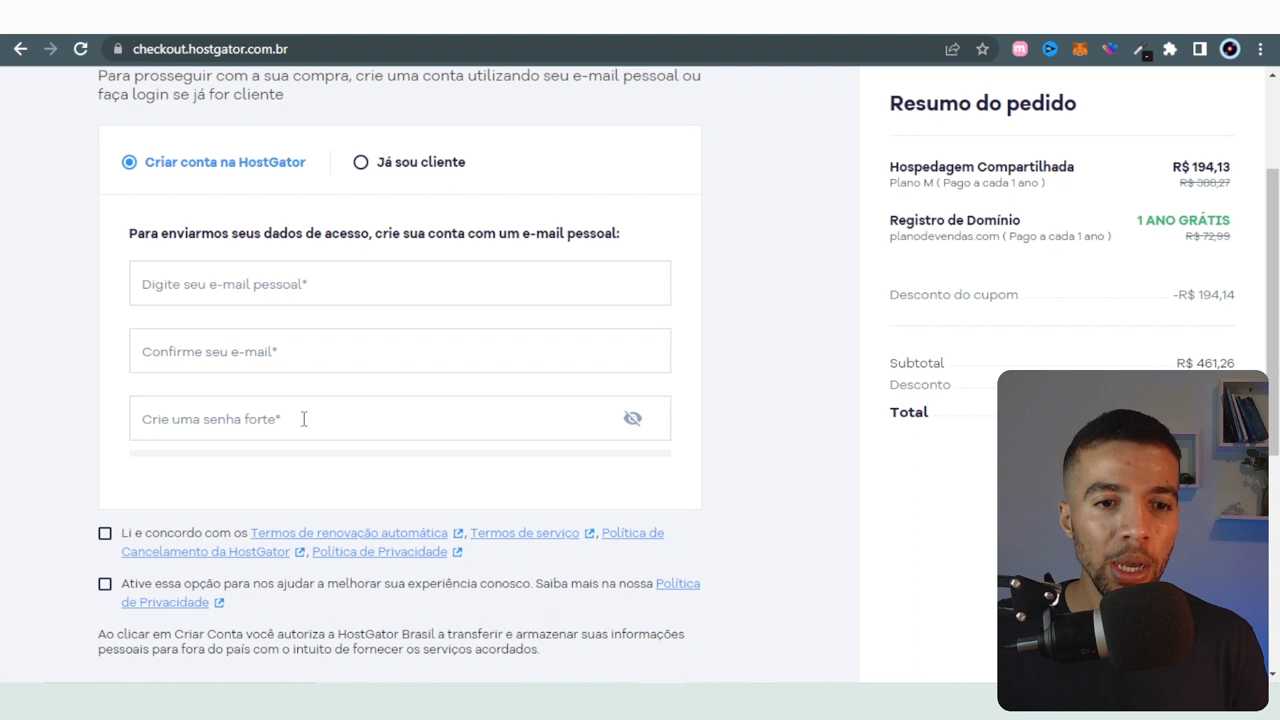 checkout.hostgator.com.br
Para prosseguir com a sua compra, crie uma conta utilizando seu e-mail pessoal ou
faça login se já for cliente
Criar conta na HostGator
Já sou cliente
Para enviarmos seus dados de acesso, crie sua conta com um e-mail pessoal:
Digite seu e-mail pessoal*
Confirme seu e-mail*
Crie uma senha forte*
Li e concordo com os Termos de renovação automática, Termos de serviço, Política de
Cancelamento da HostGator, Política de Privacidade
Ative essa opção para nos ajudar a melhorar sua experiência conosco. Saiba mais na nossa Política
de Privacidade
Ao clicar em Criar Conta você autoriza a HostGator Brasil a transferir e armazenar suas informações
pessoais para fora do país com o intuito de fornecer os serviços acordados.
Resumo do pedido
Hospedagem Compartilhada R$ 194,13
Plano M ( Pago a cada 1 ano ) R$ 388,27
Registro de Domínio 1 ANO GRÁTIS
planodevendas.com ( Pago a cada 1 ano ) R$ 72,99
Desconto do cupom -R$ 194,14
Subtotal R$ 461,26
Desconto
Total